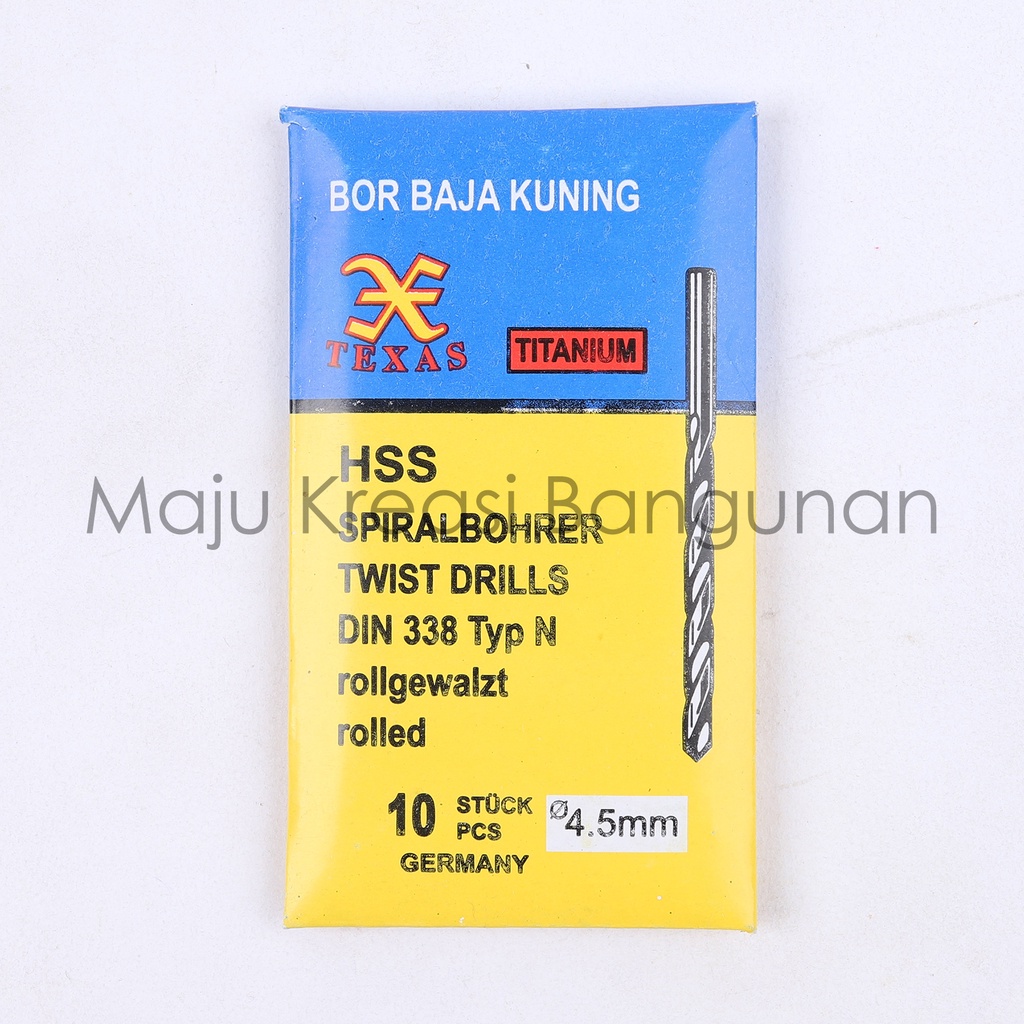 BOR BAJA KUNING
TEXAS
TITANIUM
HSS
Maju Kreasi Bangunan
SPIRALBOHRER
TWIST DRILLS
DIN 338 Typ N
rollgewalzt
rolled
10 STÜCK
PCS
Ø4.5mm
GERMANY